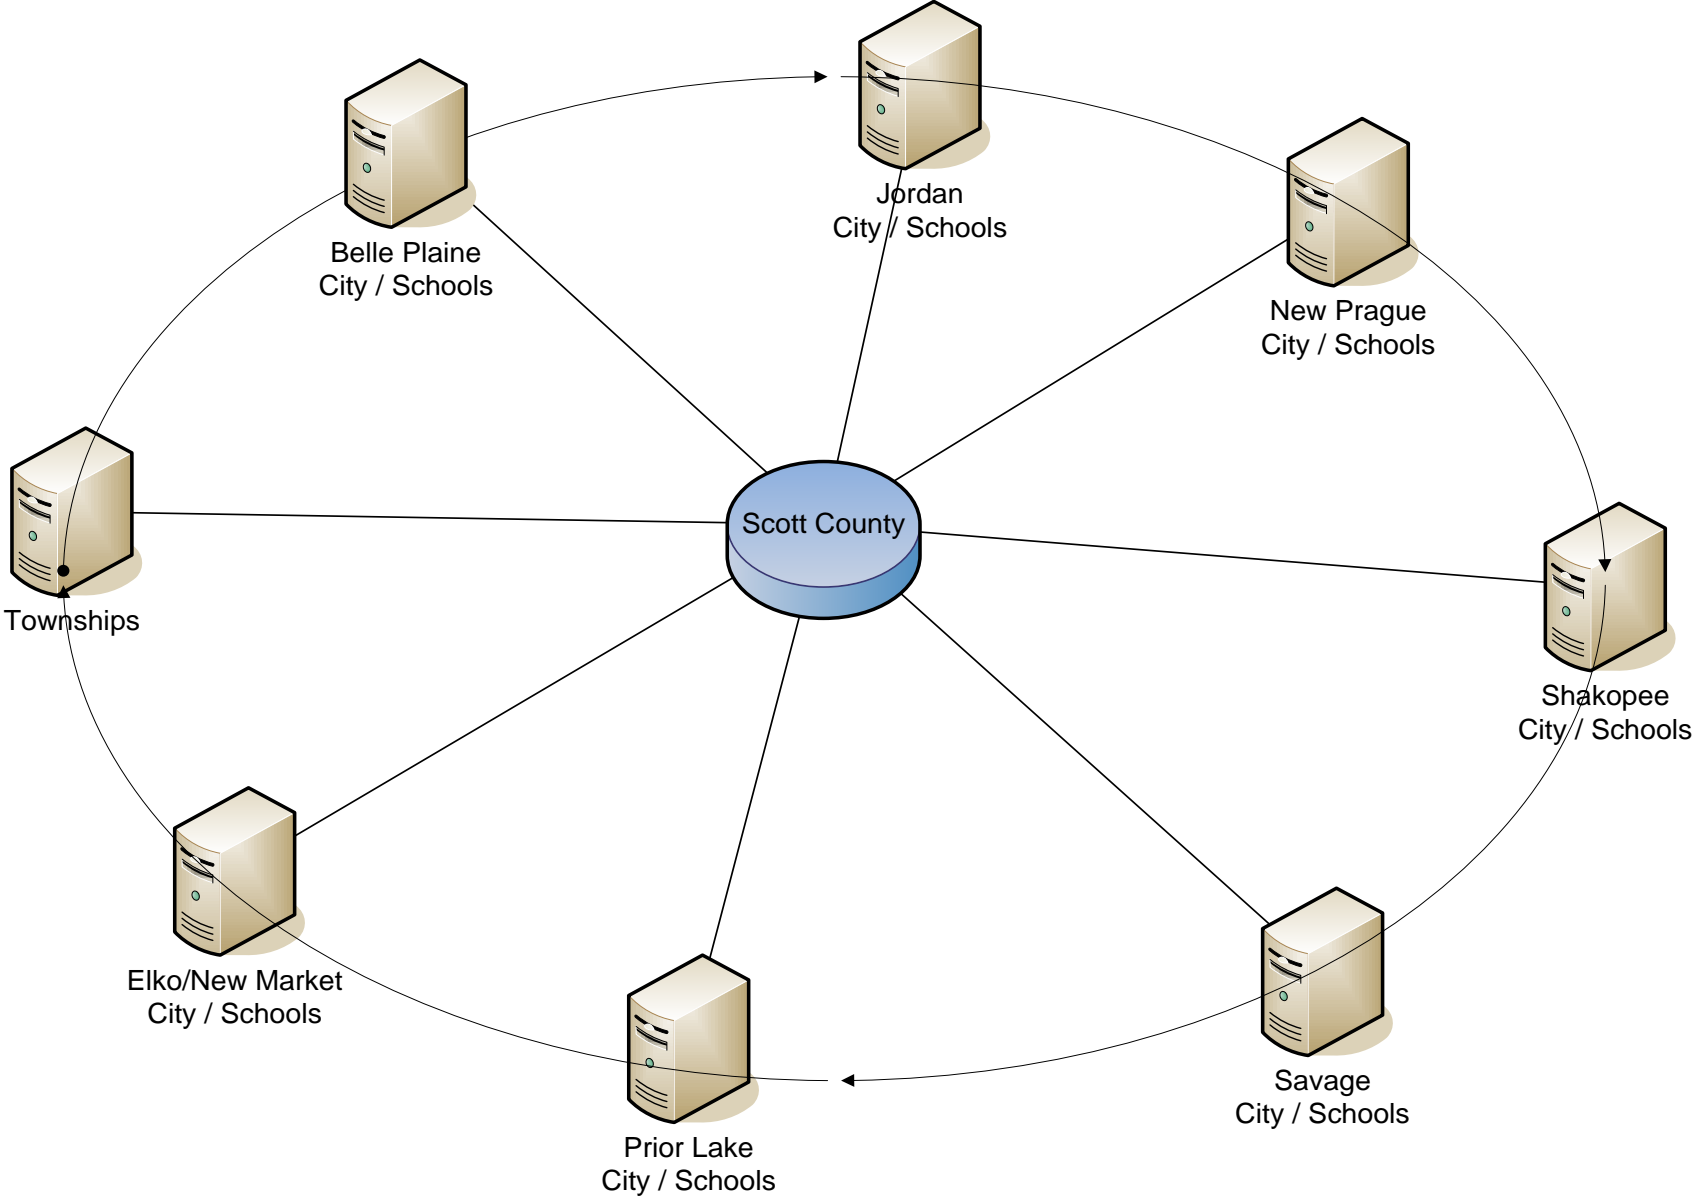 Jordan
City / Schools
Belle Plaine
City / Schools
New Prague
City / Schools
Scott County
Townships
Shakopee
City / Schools
Elko/New Market
City / Schools
Savage
City / Schools
Prior Lake
City / Schools